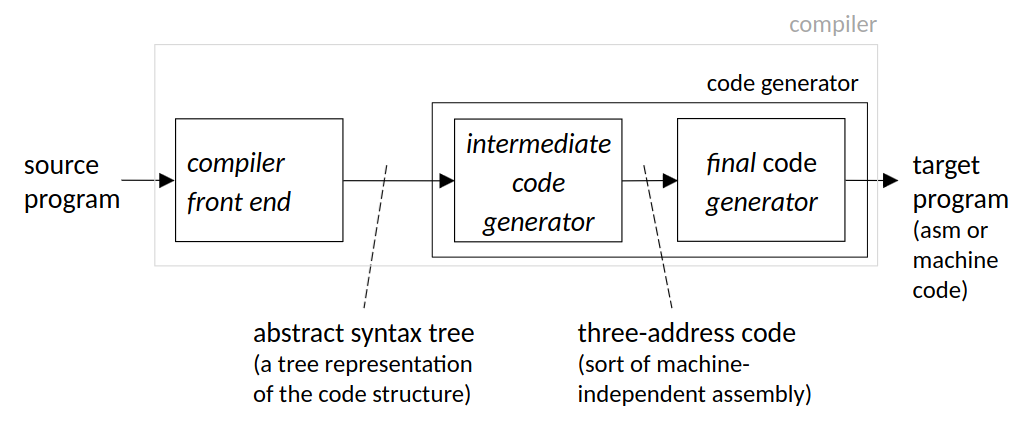 compiler
code generator
source
program
compiler
front end
intermediate
code
generator
final code
generator
target
program
(asm or
machine
code)
abstract syntax tree
(a tree representation
of the code structure)
three-address code
(sort of machine-
independent assembly)